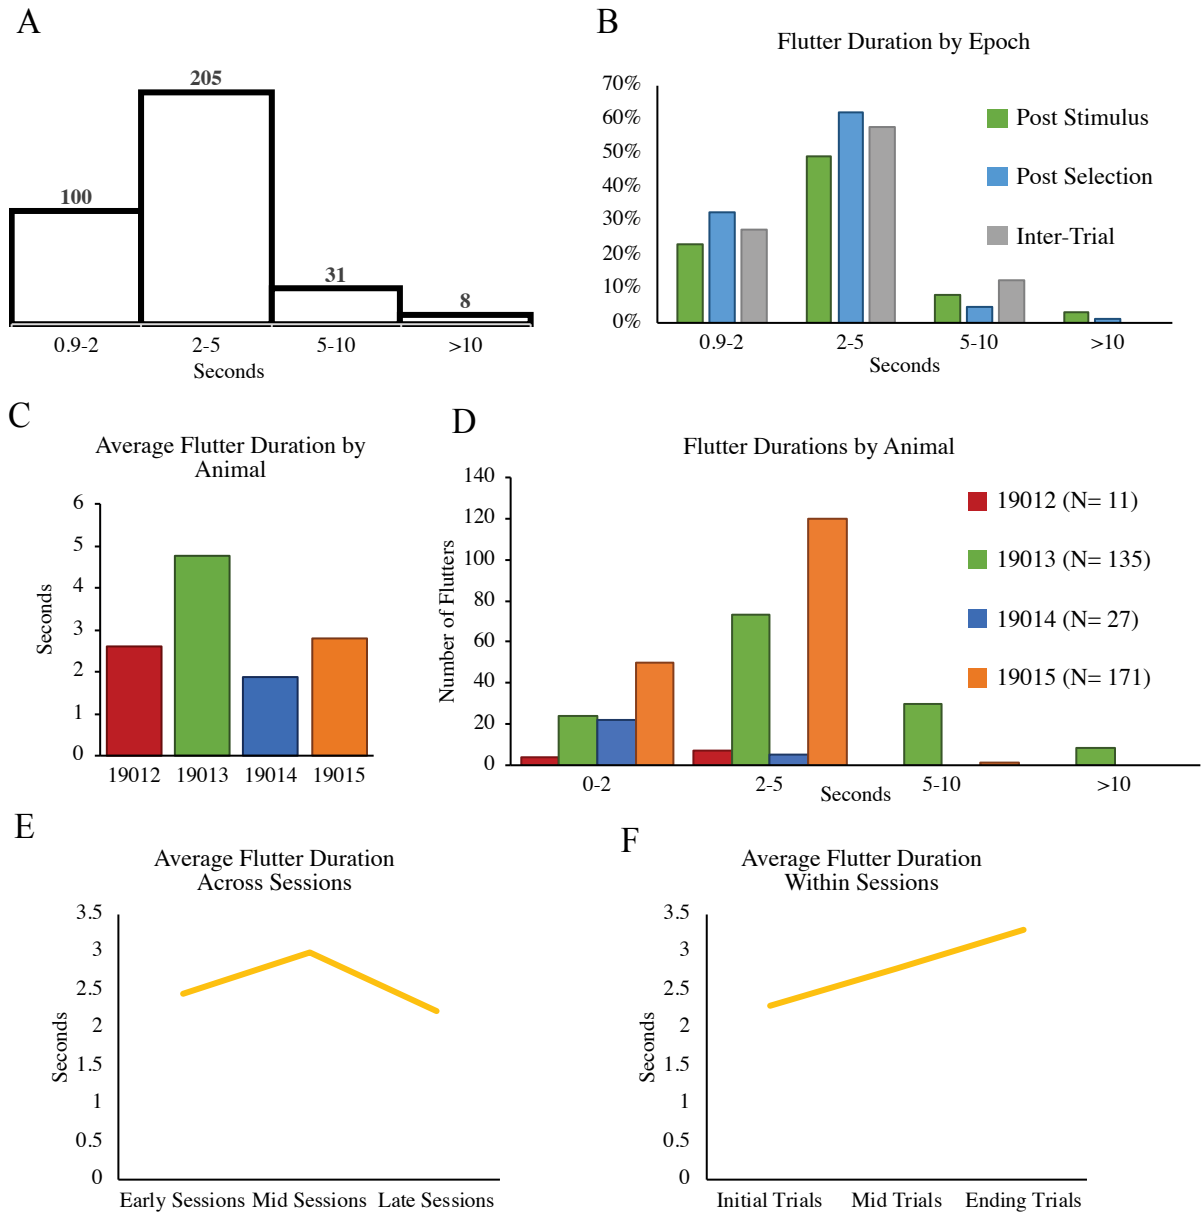 A
205
100
31
8
0.9-2
2-5
5-10
>10
Seconds
B
Flutter Duration by Epoch
70%
60%
50%
40%
30%
20%
10%
0%
Post Stimulus
Post Selection
Inter-Trial
0.9-2
2-5
5-10
>10
Seconds
C
Average Flutter Duration by
Animal
Seconds
6
5
4
3
2
1
0
19012
19013
19014
19015
D
Flutter Durations by Animal
Number of Flutters
140
120
100
80
60
40
20
0
19012 (N= 11)
19013 (N= 135)
19014 (N= 27)
19015 (N= 171)
0-2
2-5
5-10
>10
Seconds
E
Average Flutter Duration
Across Sessions
Seconds
3.5
3
2.5
2
1.5
1
0.5
0
Early Sessions
Mid Sessions
Late Sessions
F
Average Flutter Duration
Within Sessions
Seconds
3.5
3
2.5
2
1.5
1
0.5
0
Initial Trials
Mid Trials
Ending Trials